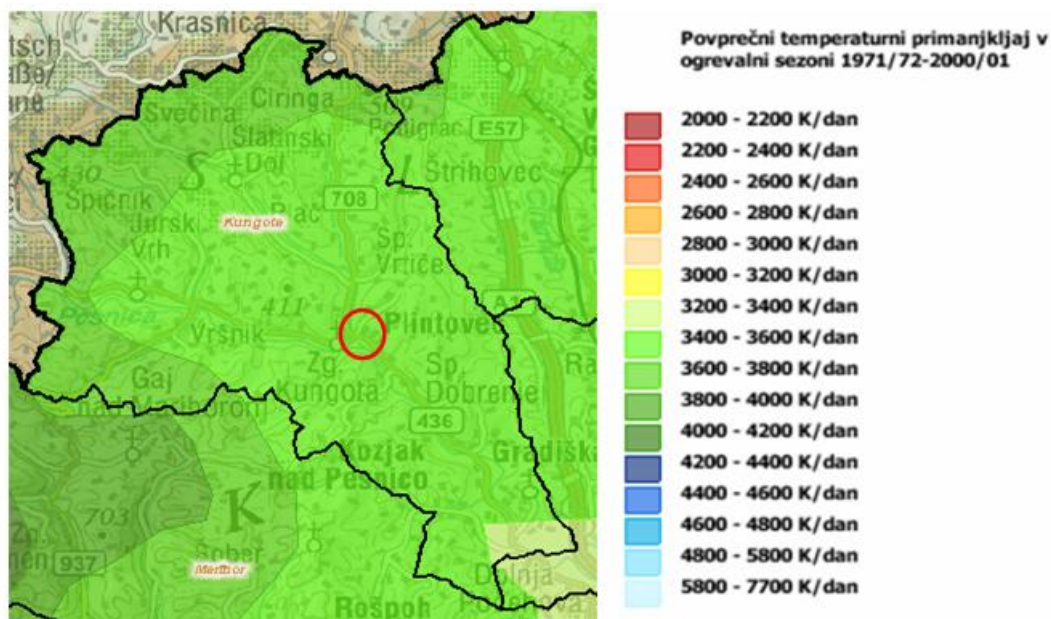 Krasnica
Ciringa
Svečina
Slatinski
Dol
E57
Štrihovec
430
Špičnik
708
Jurski
Vrh
Kungota
Sp.
Vrtiče
411
Pesnica
Vršnik
Plintovec
Zg.
Kungota
Sp.
Dobrenje
Gaj
436
Kozjak
nad Pesnico
703
K
937
Maribor
Dolnja
Rošpoh
Povprečni temperaturni primanjkljaj v
ogrevalni sezoni 1971/72-2000/01
2000 - 2200 K/dan
2200 - 2400 K/dan
2400 - 2600 K/dan
2600 - 2800 K/dan
2800 - 3000 K/dan
3000 - 3200 K/dan
3200 - 3400 K/dan
3400 - 3600 K/dan
3600 - 3800 K/dan
3800 - 4000 K/dan
4000 - 4200 K/dan
4200 - 4400 K/dan
4400 - 4600 K/dan
4600 - 4800 K/dan
4800 - 5800 K/dan
5800 - 7700 K/dan